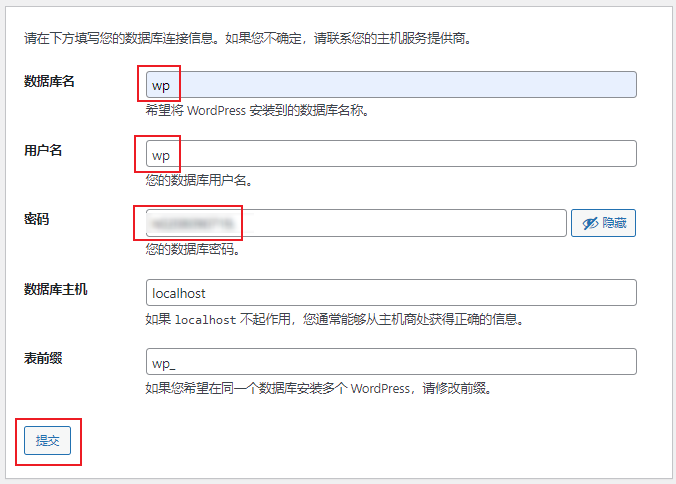 请在下方填写您的数据库连接信息。如果您不确定，请联系您的主机服务提供商。
数据库名
wp
希望将 WordPress 安装到的数据库名称。
用户名
wp
您的数据库用户名。
密码
隐藏
您的数据库密码。
数据库主机
localhost
如果 localhost 不起作用，您通常能够从主机商处获得正确的信息。
表前缀
wp_
如果您希望在同一个数据库安装多个 WordPress，请修改前缀。
提交